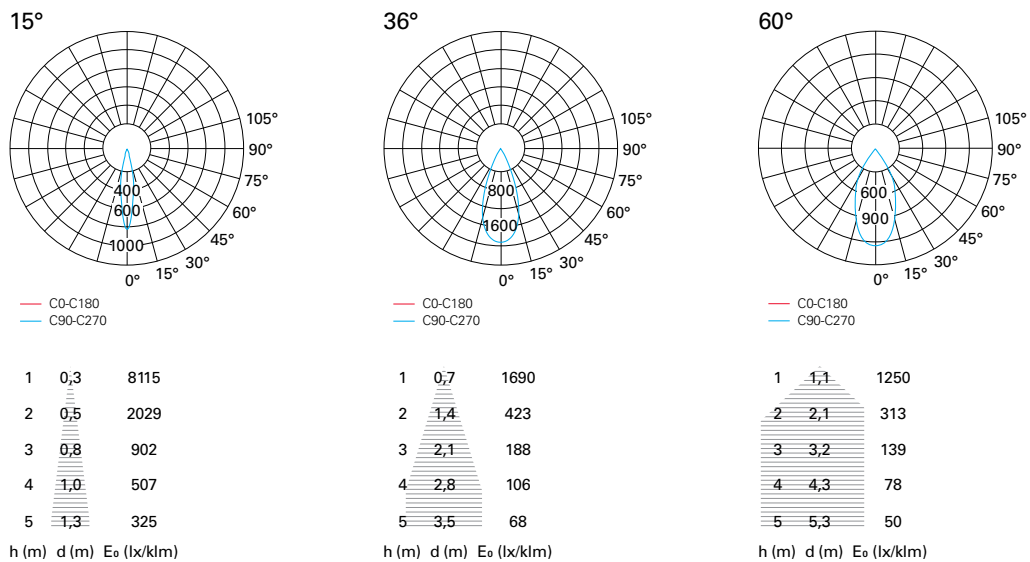 15°
105°
90°
75°
60°
45°
30°
15°
0°
400
600
1000
C0-C180
C90-C270
1 0,3 8115
2 0,5 2029
3 0,8 902
4 1,0 507
5 1,3 325
h (m) d (m) E₀ (lx/klm)
36°
105°
90°
75°
60°
45°
30°
15°
0°
800
1600
C0-C180
C90-C270
1 0,7 1690
2 1,4 423
3 2,1 188
4 2,8 106
5 3,5 68
h (m) d (m) E₀ (lx/klm)
60°
105°
90°
75°
60°
45°
30°
15°
0°
600
900
C0-C180
C90-C270
1 1,1 1250
2 2,1 313
3 3,2 139
4 4,3 78
5 5,3 50
h (m) d (m) E₀ (lx/klm)